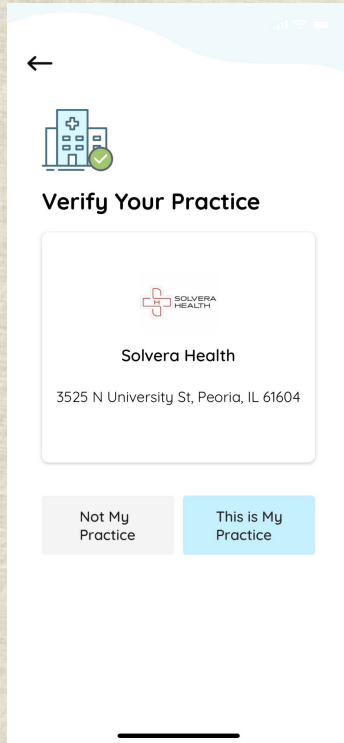 Verify Your Practice
H
SOLVERA
HEALTH
Solvera Health
3525 N University St, Peoria, IL 61604
Not My
Practice
This is My
Practice